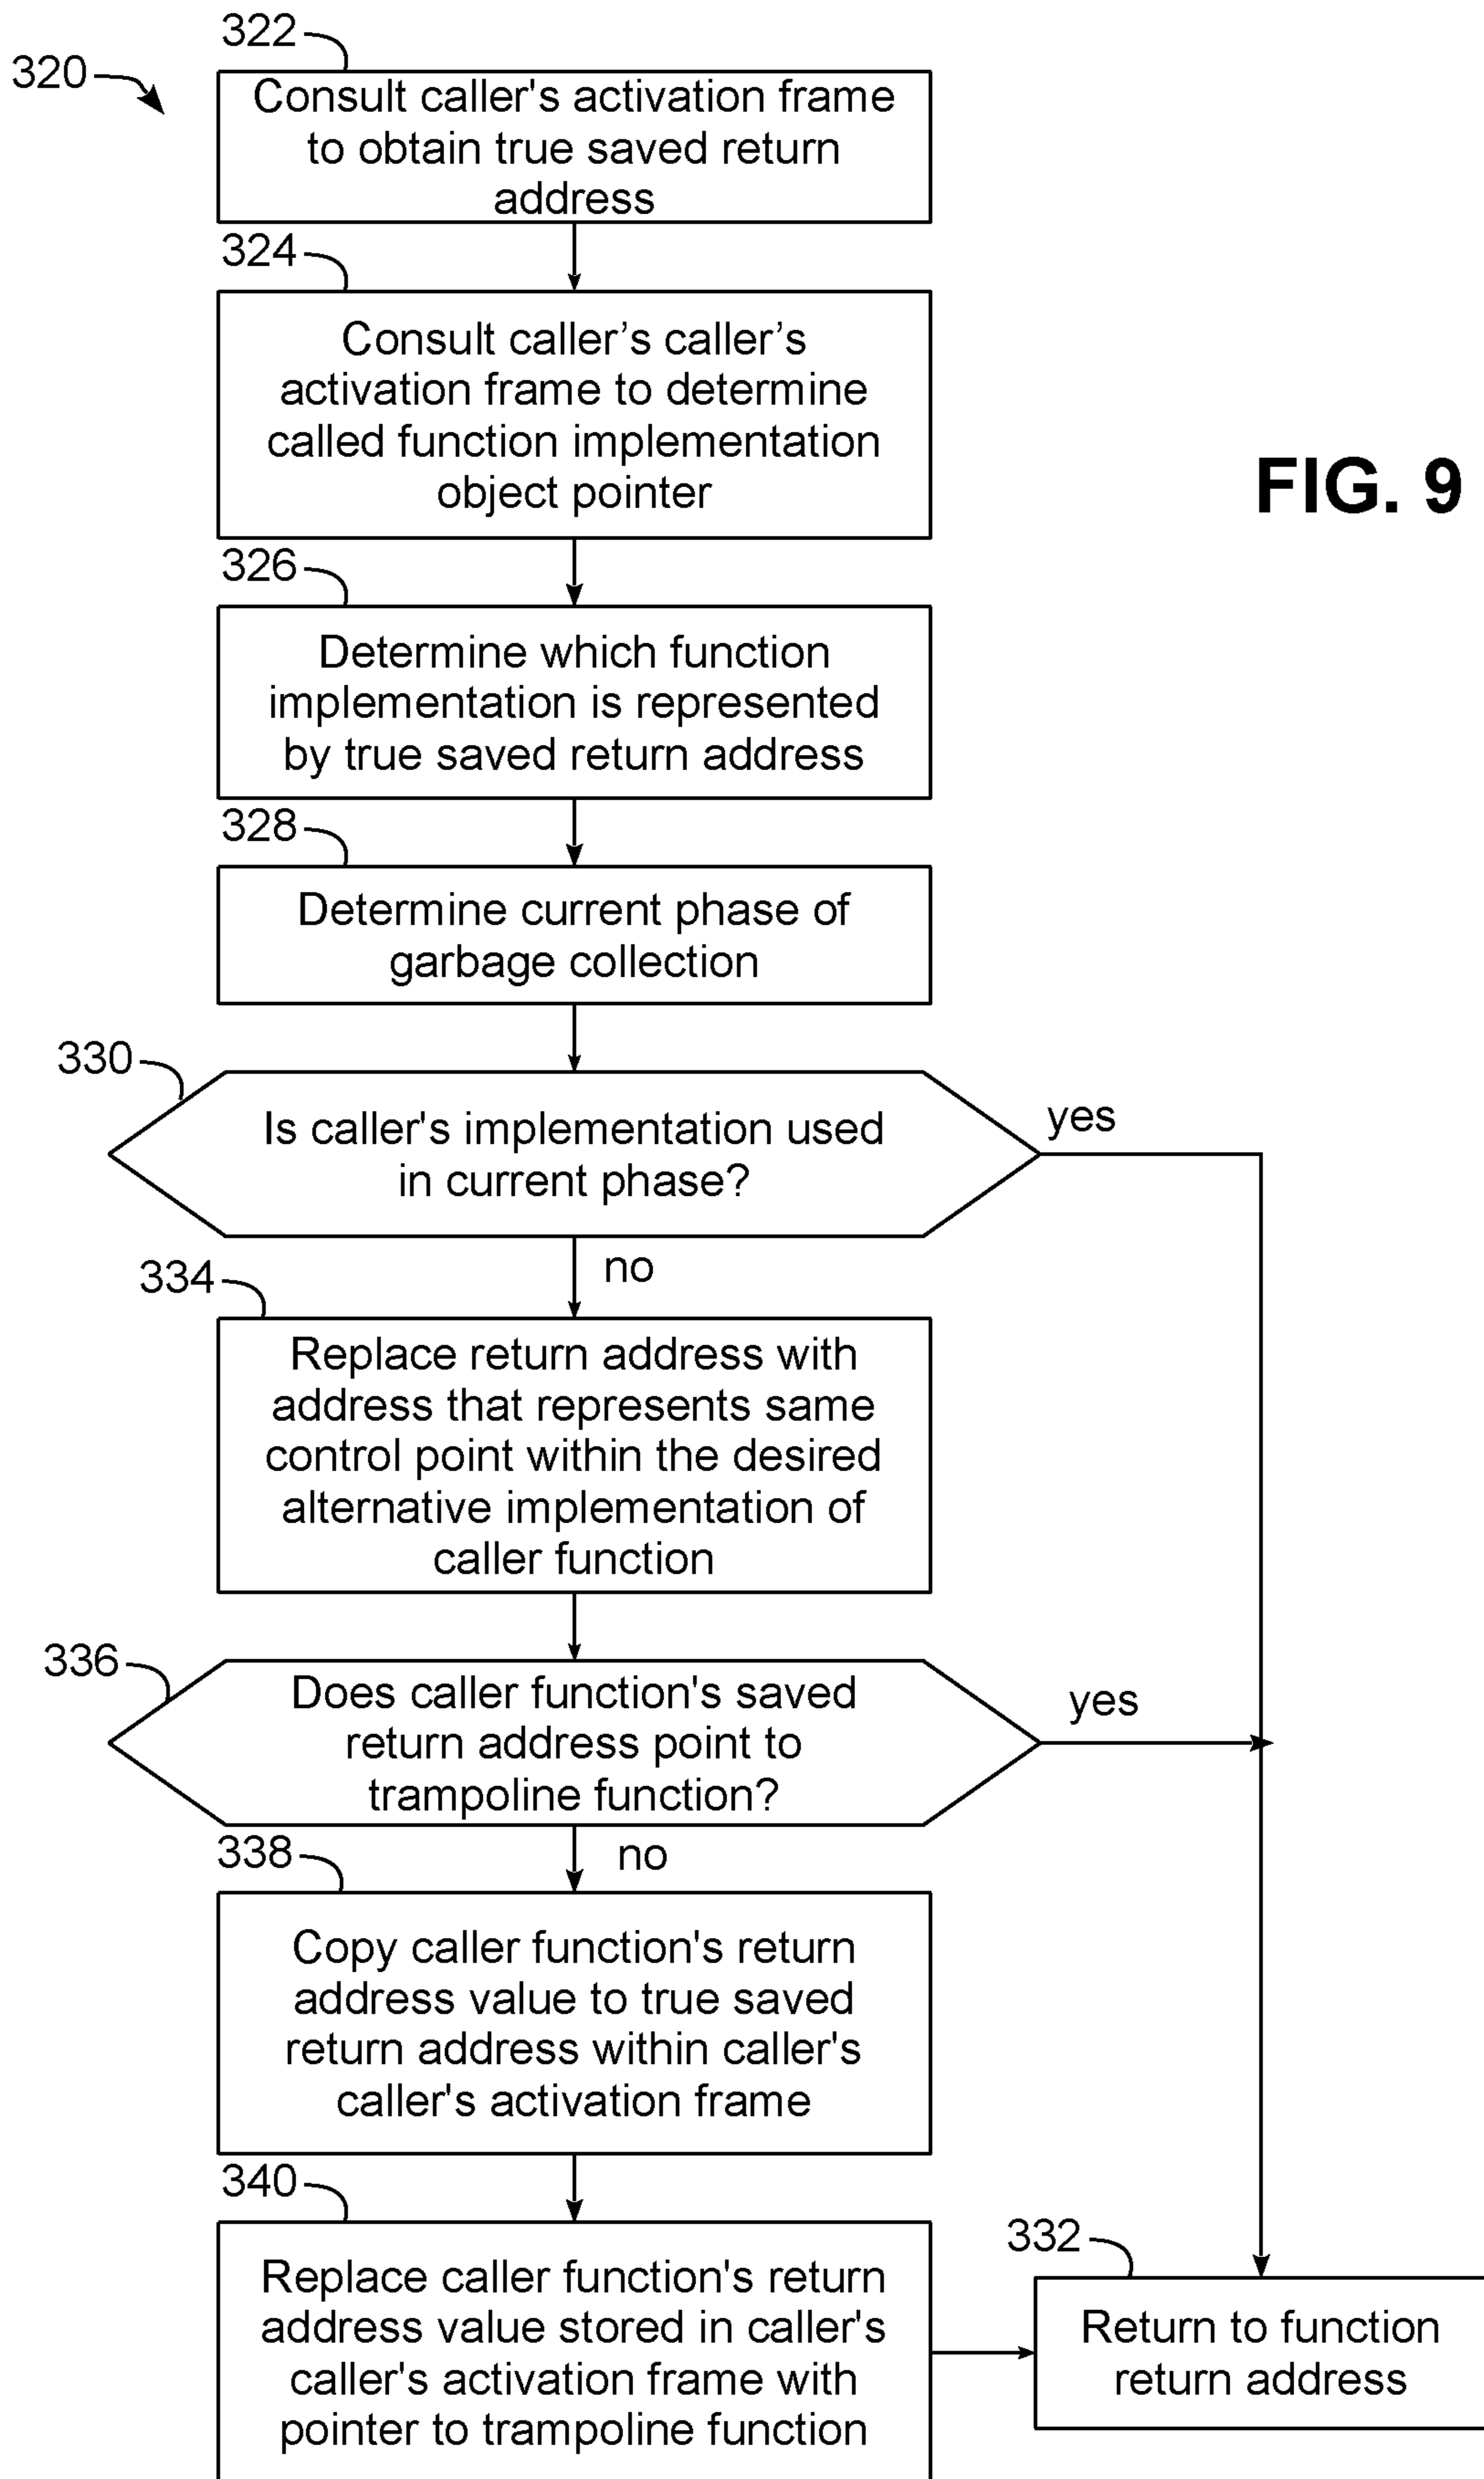 322
320
Consult caller's activation frame
to obtain true saved return
address
324
Consult caller’s caller’s
activation frame to determine
called function implementation
object pointer
FIG. 9
326
Determine which function
implementation is represented
by true saved return address
328
Determine current phase of
garbage collection
330
Is caller's implementation used
in current phase?
yes
no
334
Replace return address with
address that represents same
control point within the desired
alternative implementation of
caller function
336
Does caller function's saved
return address point to
trampoline function?
yes
no
338
Copy caller function's return
address value to true saved
return address within caller's
caller's activation frame
340
Replace caller function's return
address value stored in caller's
caller's activation frame with
pointer to trampoline function
332
Return to function
return address